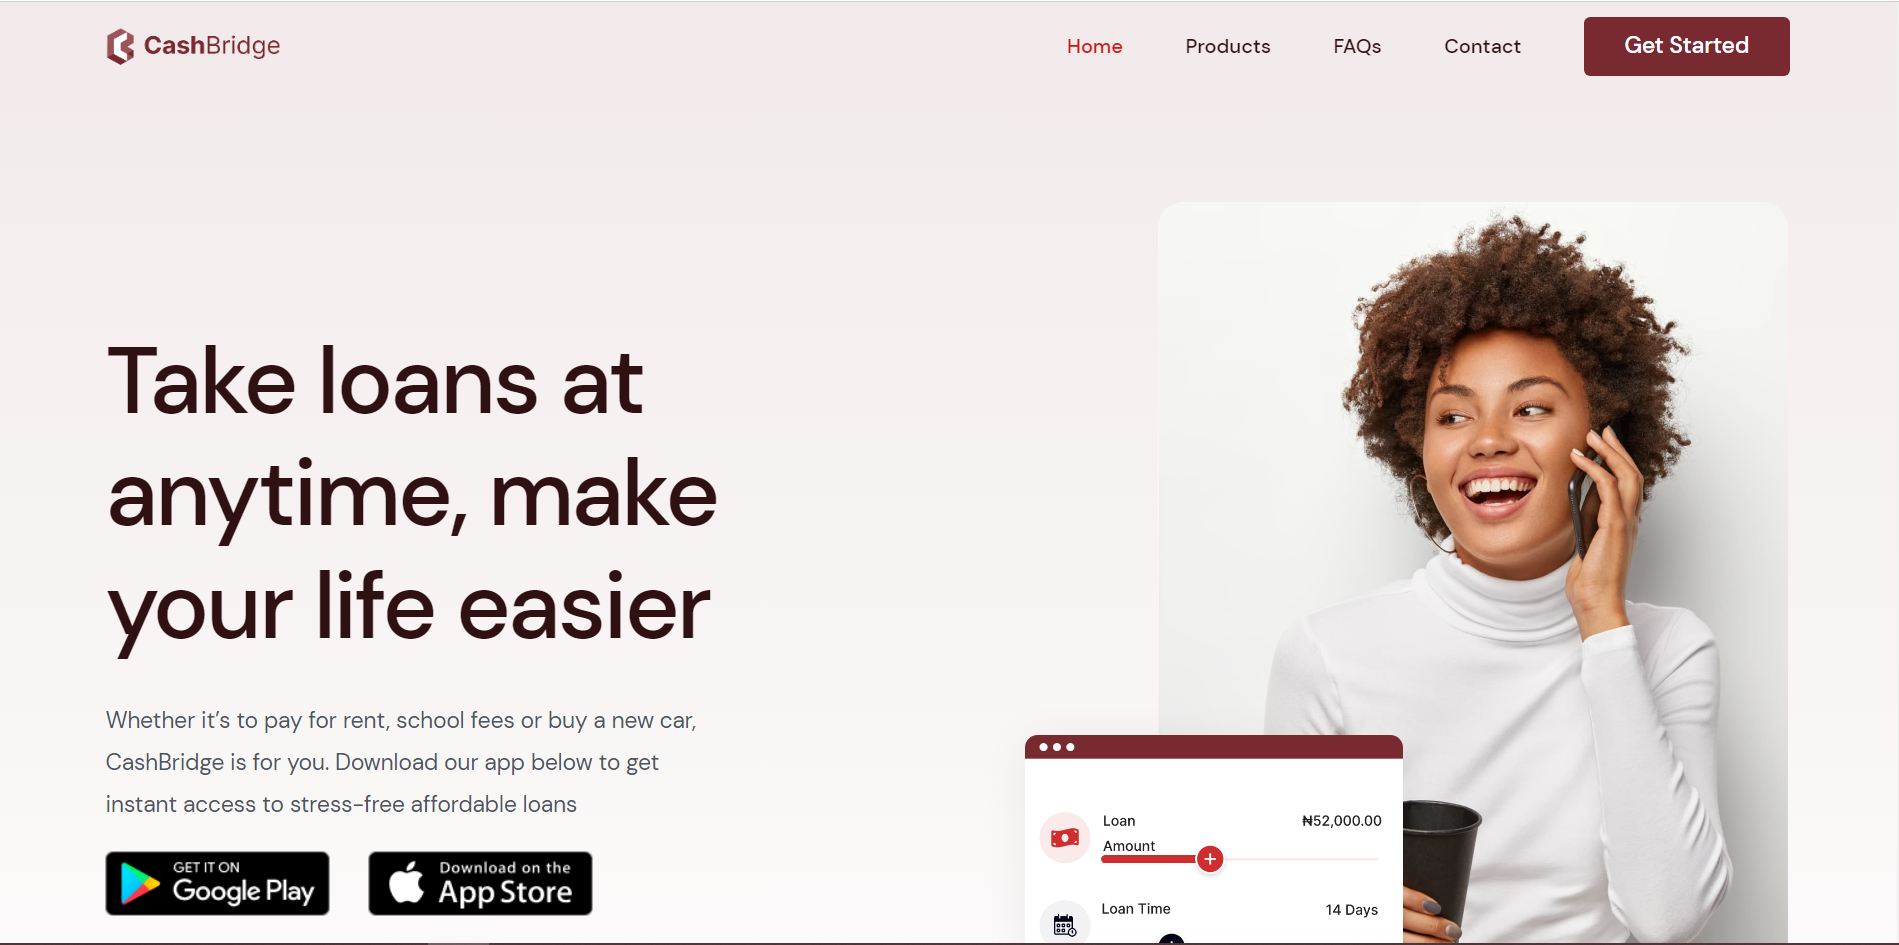 CashBridge
Home
Products
FAQs
Contact
Get Started
Take loans at
anytime, make
your life easier
Whether it’s to pay for rent, school fees or buy a new car,
CashBridge is for you. Download our app below to get
instant access to stress-free affordable loans
GET IT ON
Google Play
Download on the
App Store
Loan
Amount
₦52,000.00
Loan Time
14 Days